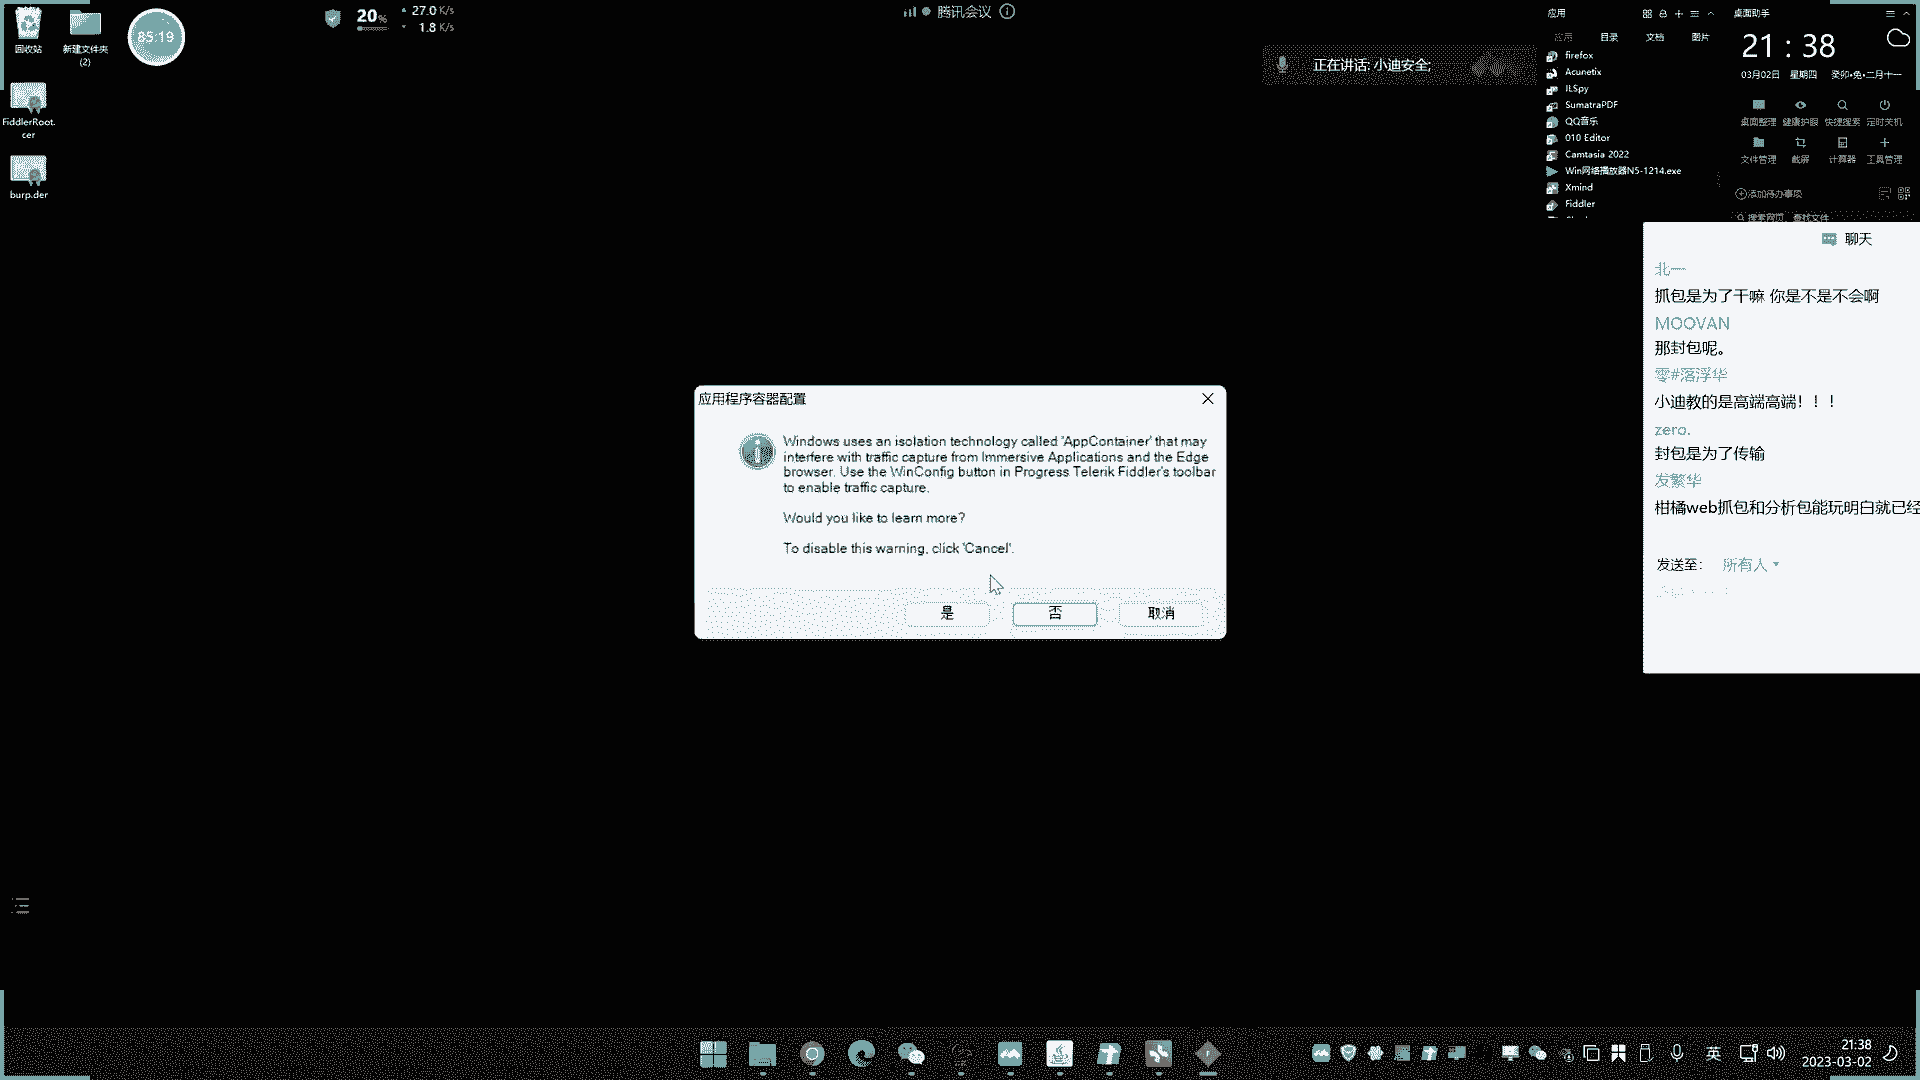 回收站
新建文件夹
(2)
85:19
20%
27.0 K/s
1.8 K/s
腾讯会议
FiddlerRoot.
cer
burp.der
正在讲话: 小迪安全;
应用
应用 目录 文档 图片
firefox
Acunetix
ILSpy
SumatraPDF
QQ音乐
010 Editor
Camtasia 2022
Win网络播放器N5-1214.exe
Xmind
Fiddler
桌面助手
21 : 38
03月02日 星期四 癸卯•兔•二月十一
桌面整理 健康护眼 快捷搜索 定时关机
文件管理 截屏 计算器 工具管理
添加待办事项
搜索网页、查找文件
聊天
北一
抓包是为了干嘛 你是不是不会啊
MOOVAN
那封包呢。
零#落浮华
小迪教的是高端高端！！！
zero.
封包是为了传输
发繁华
柑橘web抓包和分析包能玩明白就已经
发送至: 所有人
应用程序容器配置
Windows uses an isolation technology called 'AppContainer' that may
interfere with traffic capture from Immersive Applications and the Edge
browser. Use the WinConfig button in Progress Telerik Fiddler's toolbar
to enable traffic capture.
Would you like to learn more?
To disable this warning, click 'Cancel'.
是 否 取消
英
21:38
2023-03-02